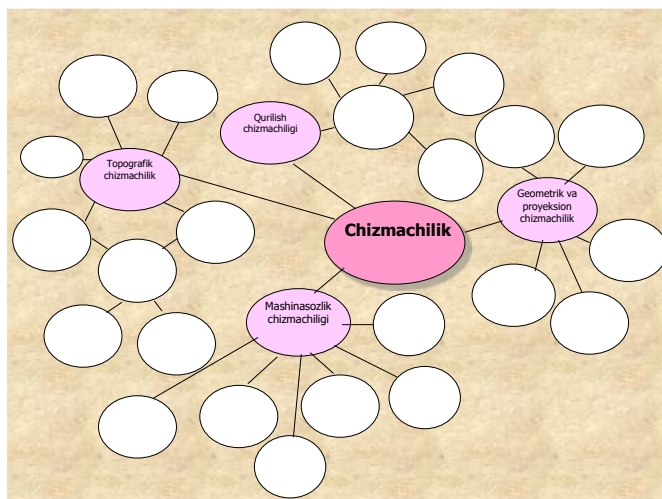 Qurilish
chizmachiligi
Topografik
chizmachilik
Geometrik va
proyeksion
chizmachilik
Chizmachilik
Mashinasozlik
chizmachiligi